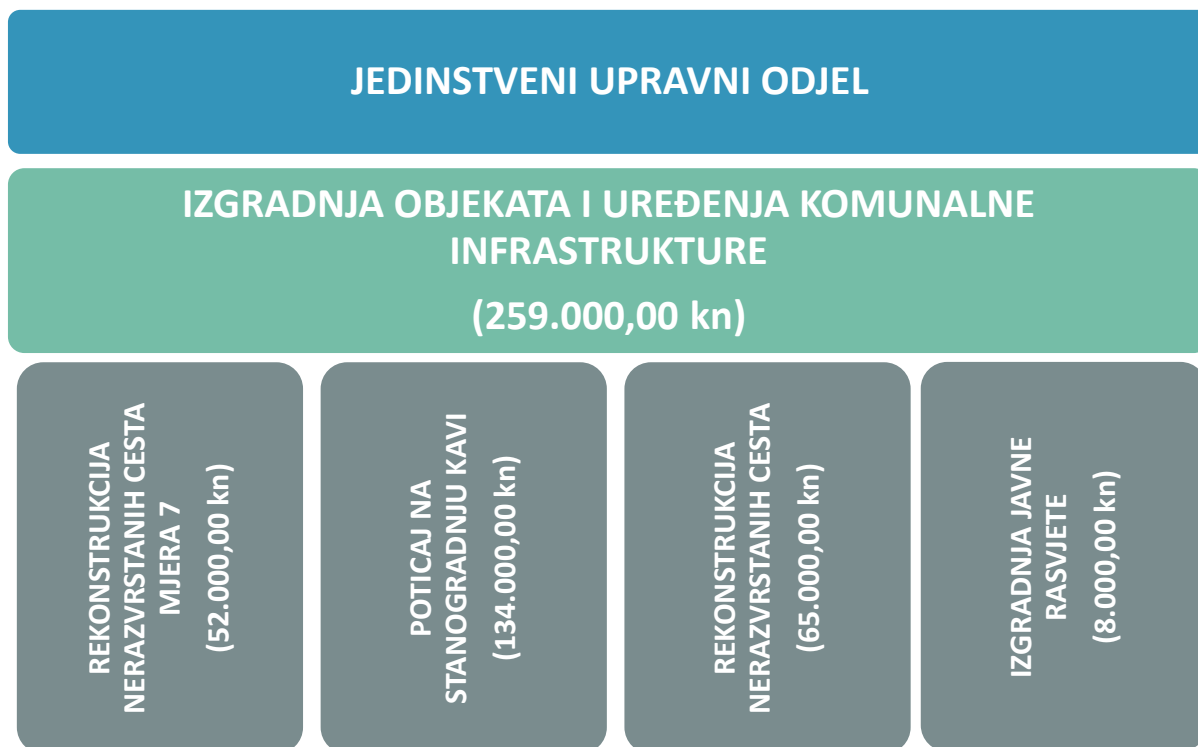 JEDINSTVENI UPRAVNI ODJEL
IZGRADNJA OBJEKATA I UREĐENJA KOMUNALNE
INFRASTRUKTURE
(259.000,00 kn)
REKONSTRUKCIJA
NERAZVRSTANIH CESTA
MJERA 7
(52.000,00 kn)
POTICAJ NA
STANOGRADNJU KAVI
(134.000,00 kn)
REKONSTRUKCIJA
NERAZVRSTANIH CESTA
(65.000,00 kn)
IZGRADNJA JAVNE
RASVJETE
(8.000,00 kn)